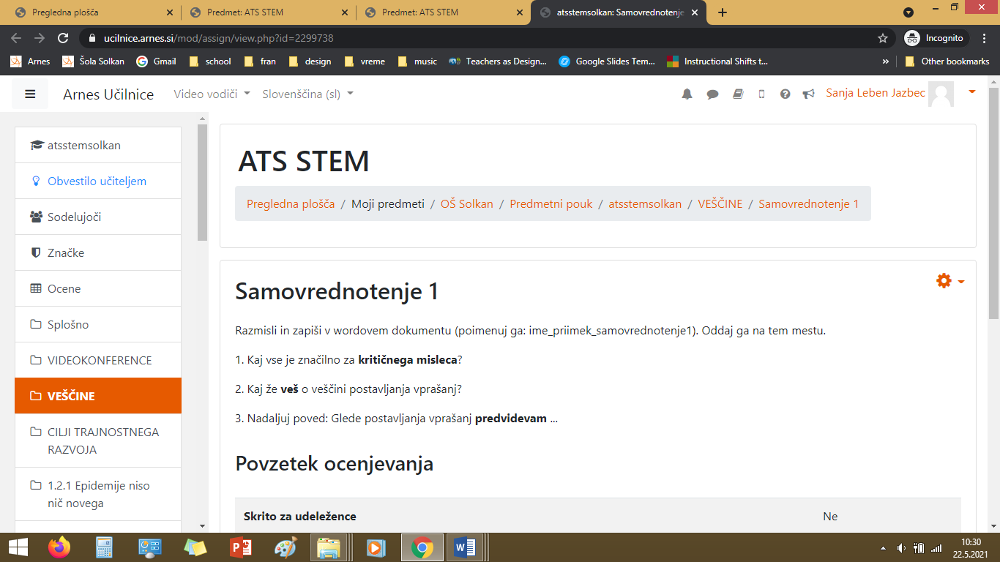 Pregledna plošča
Predmet: ATS STEM
Predmet: ATS STEM
atsstemsolkan: Samovrednotenje
ucilnice.arnes.si/mod/assign/view.php?id=2299738
Incognito
Arnes
Šola Solkan
Gmail
school
fran
design
vreme
music
Teachers as Design...
Google Slides Tem...
Instructional Shifts t...
»
Other bookmarks
Arnes Učilnice
Video vodiči
Slovenščina (sl)
Sanja Leben Jazbec
atsstemsolkan
Obvestilo učiteljem
Sodelujoči
Značke
Ocene
Splošno
VIDEOKONFERENCE
VEŠČINE
CILJI TRAJNOSTNEGA
RAZVOJA
1.2.1 Epidemije niso
nič novega
ATS STEM
Pregledna plošča / Moji predmeti / OŠ Solkan / Predmetni pouk / atsstemsolkan / VEŠČINE / Samovrednotenje 1
Samovrednotenje 1
Razmisli in zapiši v wordovem dokumentu (poimenuj ga: ime_priimek_samovrednotenje1). Oddaj ga na tem mestu.
1. Kaj vse je značilno za kritičnega misleca?
2. Kaj že veš o veščini postavljanja vprašanj?
3. Nadaljuj poved: Glede postavljanja vprašanj predvidevam ...
Povzetek ocenjevanja
Skrito za udeležence Ne
10:30
22.5.2021